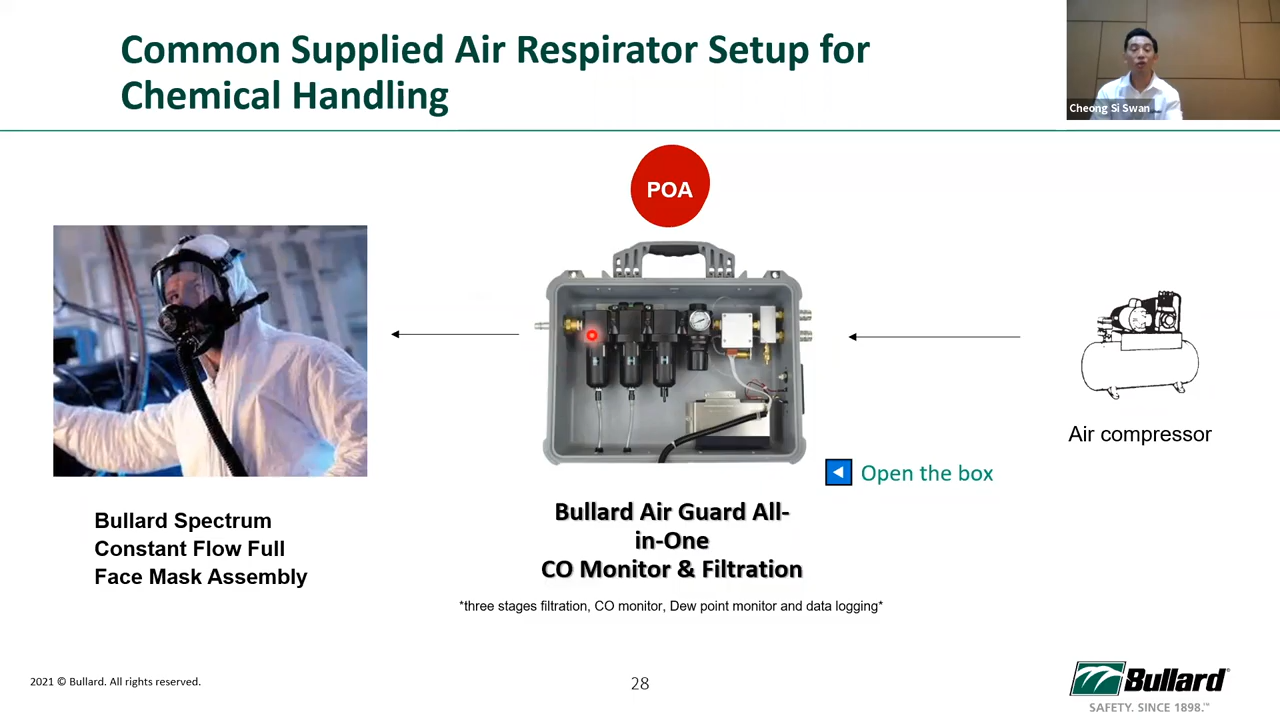 Common Supplied Air Respirator Setup for
Chemical Handling
Cheong Si Swan
POA
Open the box
Air compressor
Bullard Spectrum
Constant Flow Full
Face Mask Assembly
Bullard Air Guard All-
in-One
CO Monitor & Filtration
*three stages filtration, CO monitor, Dew point monitor and data logging*
2021 © Bullard. All rights reserved.
28
Bullard®
SAFETY. SINCE 1898.™